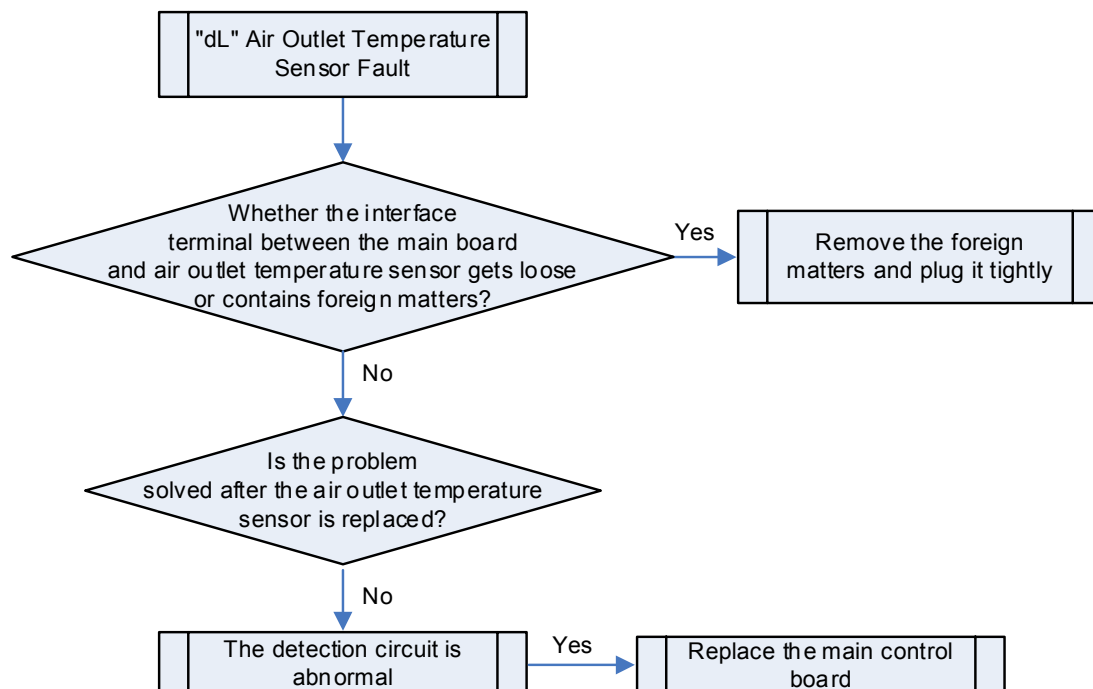 "dL" Air Outlet Temperature
Sensor Fault
Whether the interface
terminal between the main board
and air outlet temperature sensor gets loose
or contains foreign matters?
Yes
Remove the foreign
matters and plug it tightly
No
Is the problem
solved after the air outlet temperature
sensor is replaced?
No
The detection circuit is
abnormal
Yes
Replace the main control
board